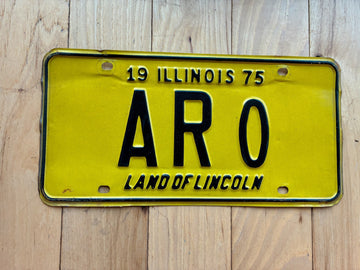 19 ILLINOIS 75
AR 0
LAND OF LINCOLN